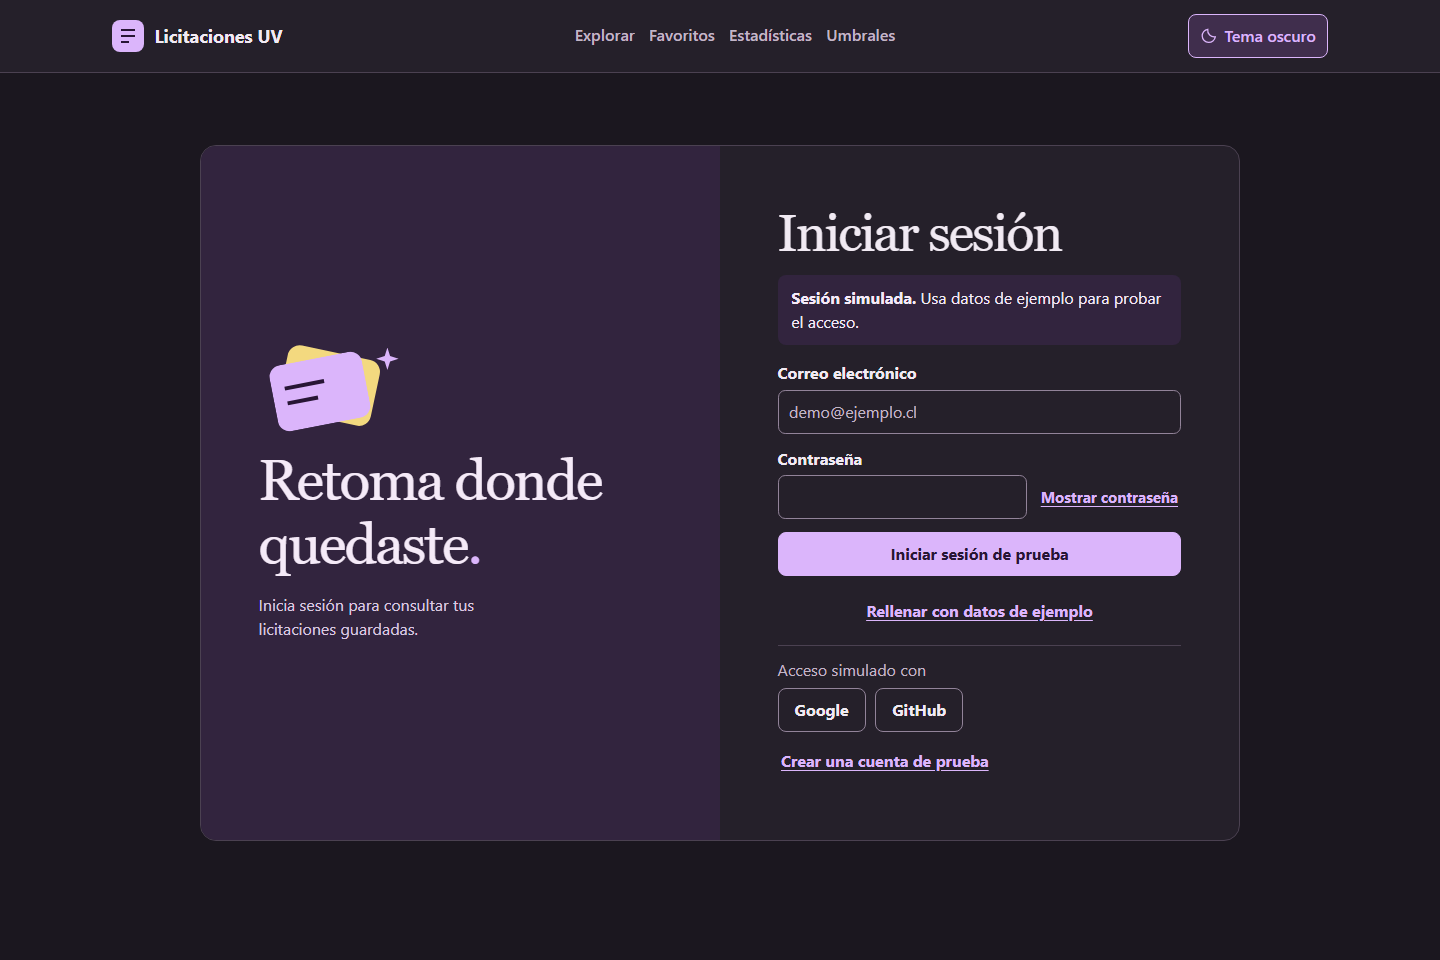 Licitaciones UV
Explorar Favoritos Estadísticas Umbrales
Tema oscuro
Retoma donde
quedaste.
Inicia sesión para consultar tus
licitaciones guardadas.
Iniciar sesión
Sesión simulada. Usa datos de ejemplo para probar
el acceso.
Correo electrónico
demo@ejemplo.cl
Contraseña
Mostrar contraseña
Iniciar sesión de prueba
Rellenar con datos de ejemplo
Acceso simulado con
Google GitHub
Crear una cuenta de prueba